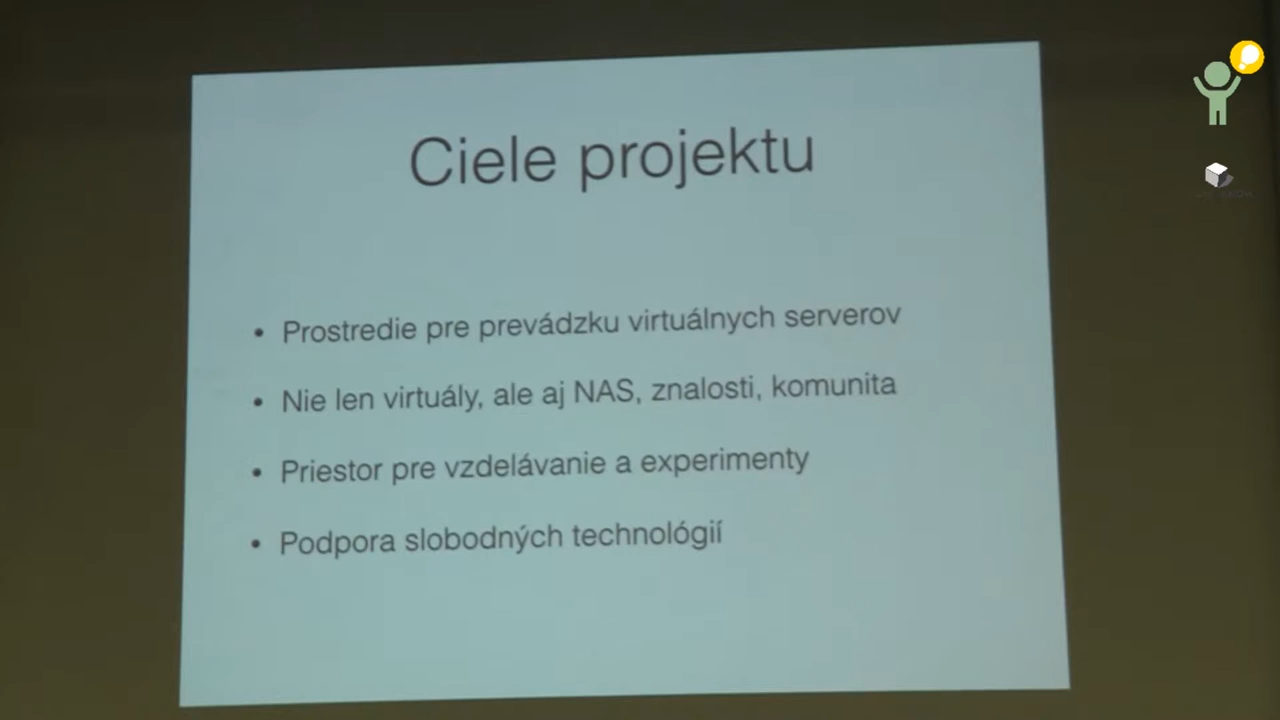 Ciele projektu
• Prostredie pre prevádzku virtuálnych serverov
• Nie len virtuály, ale aj NAS, znalosti, komunita
• Priestor pre vzdelávanie a experimenty
• Podpora slobodných technológií